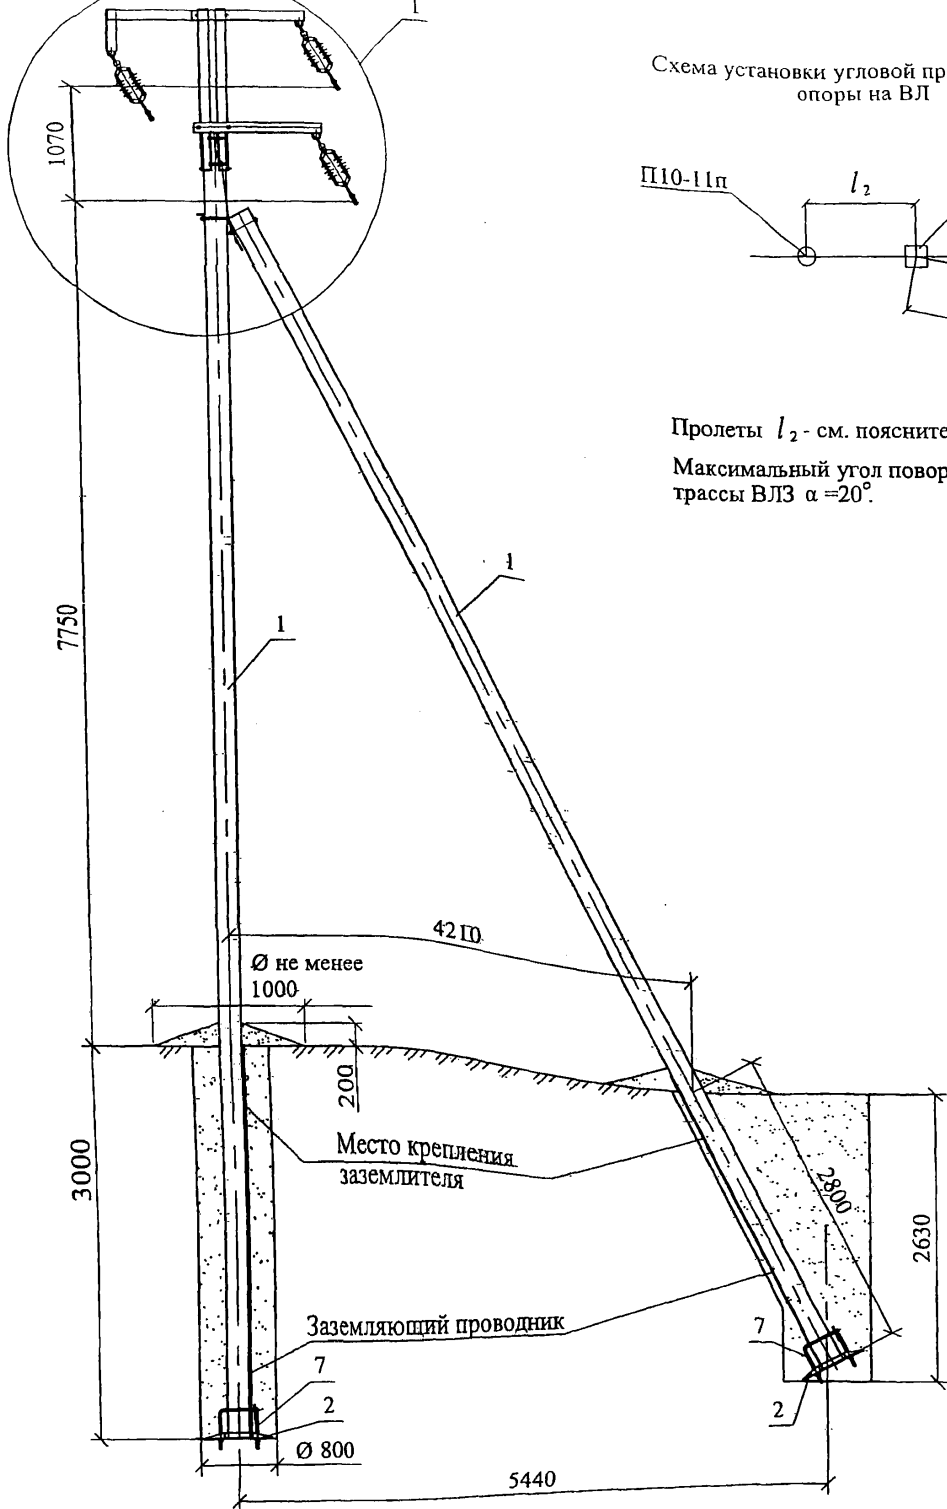 1
Схема установки угловой пр
опоры на ВЛ
1070
П10-11п
l₂
Пролеты l₂ - см. поясните
Максимальный угол повор
трассы ВЛЗ α =20°.
1
1
7750
4210
Ø не менее
1000
200
Место крепления
заземлителя
3000
2800
2630
Заземляющий проводник
7
7
2
2
Ø 800
5440